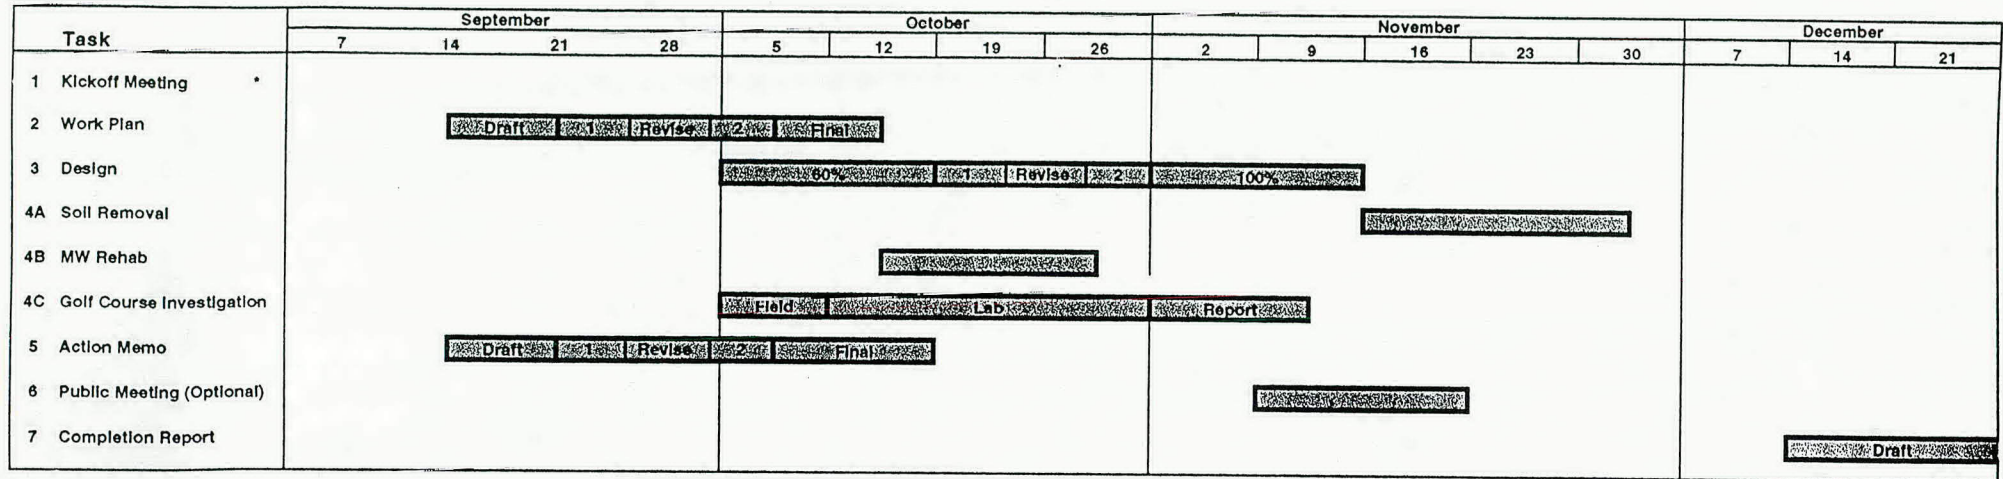 September October November December
Task
7 14 21 28 5 12 19 26 2 9 16 23 30 7 14 21
1 Kickoff Meeting *
2 Work Plan Draft 1 Revise 2 Final
3 Design 60% 1 Revise 2 100%
4A Soil Removal
4B MW Rehab
4C Golf Course Investigation Field Lab Report
5 Action Memo Draft 1 Revise 2 Final
6 Public Meeting (Optional)
7 Completion Report Draft